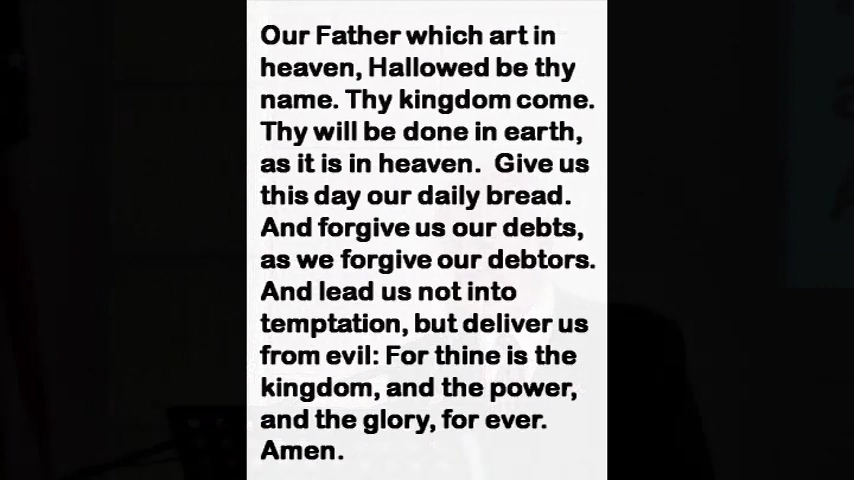 Our Father which art in
heaven, Hallowed be thy
name. Thy kingdom come.
Thy will be done in earth,
as it is in heaven.  Give us
this day our daily bread.
And forgive us our debts,
as we forgive our debtors.
And lead us not into
temptation, but deliver us
from evil: For thine is the
kingdom, and the power,
and the glory, for ever.
Amen.